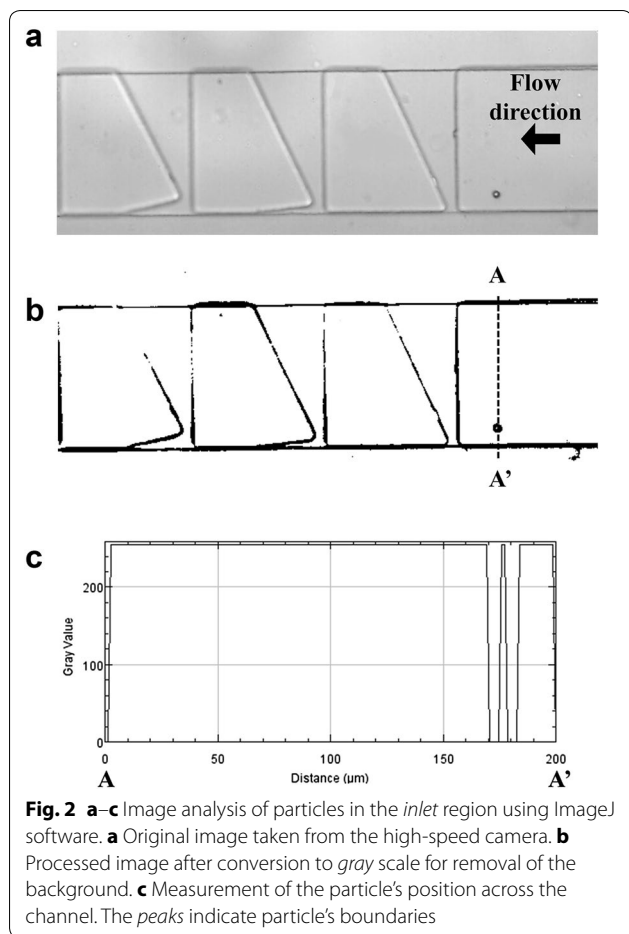 a
Flow
direction
b
A
A'
c
Gray Value
200
100
0
0
50
100
150
200
Distance (µm)
A
A'
Fig. 2 a–c Image analysis of particles in the inlet region using ImageJ
software. a Original image taken from the high-speed camera. b
Processed image after conversion to gray scale for removal of the
background. c Measurement of the particle's position across the
channel. The peaks indicate particle's boundaries